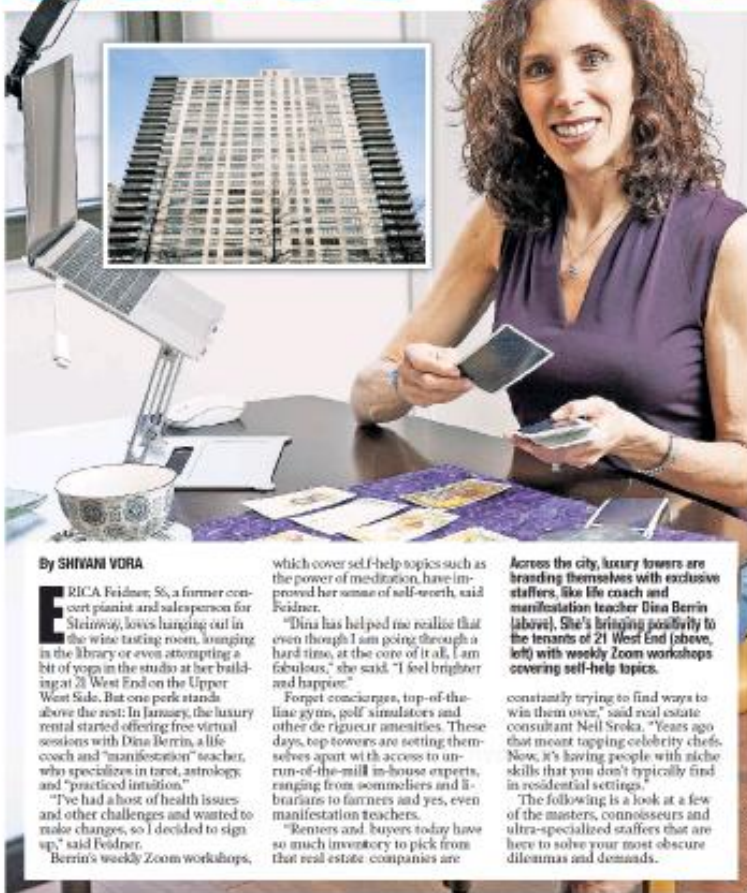 By SHIVANI VORA
ERICA Feidner, 56, a former con-
cert pianist and salesperson for
Steinway, loves hanging out in
the wine tasting room, lounging
in the library or even attempting a
bit of yoga in the studio at her build-
ing at 21 West End on the Upper
West Side. But one perk stands
above the rest: In January, the luxury
rental started offering free virtual
sessions with Dina Berrin, a life
coach and "manifestation" teacher,
who specializes in tarot, astrology,
and "practiced intuition."
"I've had a host of health issues
and other challenges and wanted to
make changes, so I decided to sign
up," said Feidner.
Berrin's weekly Zoom workshops,
which cover self-help topics such as
the power of meditation, have im-
proved her sense of self-worth, said
Feidner.
"Dina has helped me realize that
even though I am going through a
hard time, at the core of it all, I am
fabulous," she said. "I feel brighter
and happier."
Forget concierges, top-of-the-
line gyms, golf simulators and
other de rigueur amenities. These
days, top towers are setting them-
selves apart with access to un-
run-of-the-mill in-house experts,
ranging from sommeliers and li-
brarians to farmers and yes, even
manifestation teachers.
"Renters and buyers today have
so much inventory to pick from
that real estate companies are
Across the city, luxury towers are
branding themselves with exclusive
staffers, like life coach and
manifestation teacher Dina Berrin
(above). She's bringing positivity to
the tenants of 21 West End (above,
left) with weekly Zoom workshops
covering self-help topics.
constantly trying to find ways to
win them over," said real estate
consultant Neil Sroka. "Years ago
that meant tapping celebrity chefs.
Now, it's having people with niche
skills that you don't typically find
in residential settings."
The following is a look at a few
of the masters, connoisseurs and
ultra-specialized staffers that are
here to solve your most obscure
dilemmas and demands.